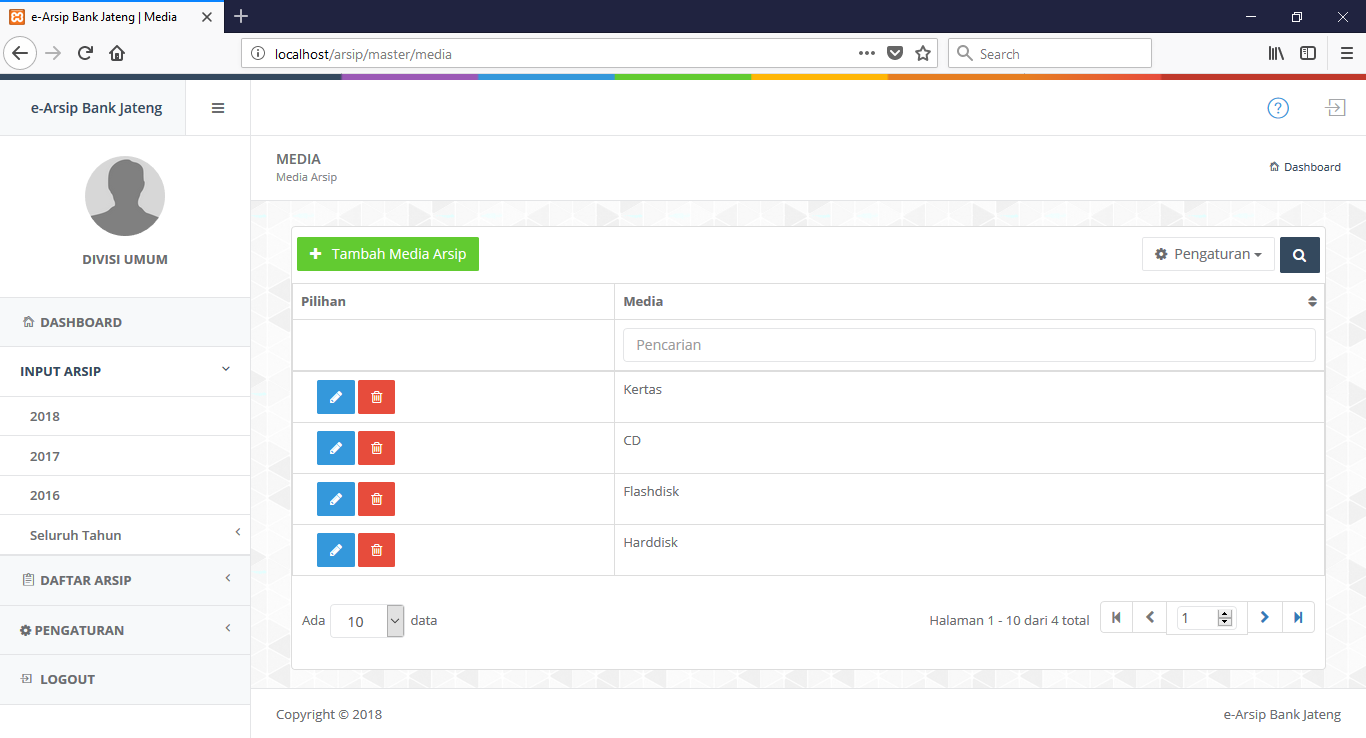 e-Arsip Bank Jateng | Media
localhost/arsip/master/media
Search
e-Arsip Bank Jateng
MEDIA
Media Arsip
Dashboard
DIVISI UMUM
DASHBOARD
INPUT ARSIP
2018
2017
2016
Seluruh Tahun
DAFTAR ARSIP
PENGATURAN
LOGOUT
Tambah Media Arsip
Pengaturan
Pilihan Media
Pencarian
Kertas
CD
Flashdisk
Harddisk
Ada 10 data
Halaman 1 - 10 dari 4 total
1
Copyright © 2018
e-Arsip Bank Jateng